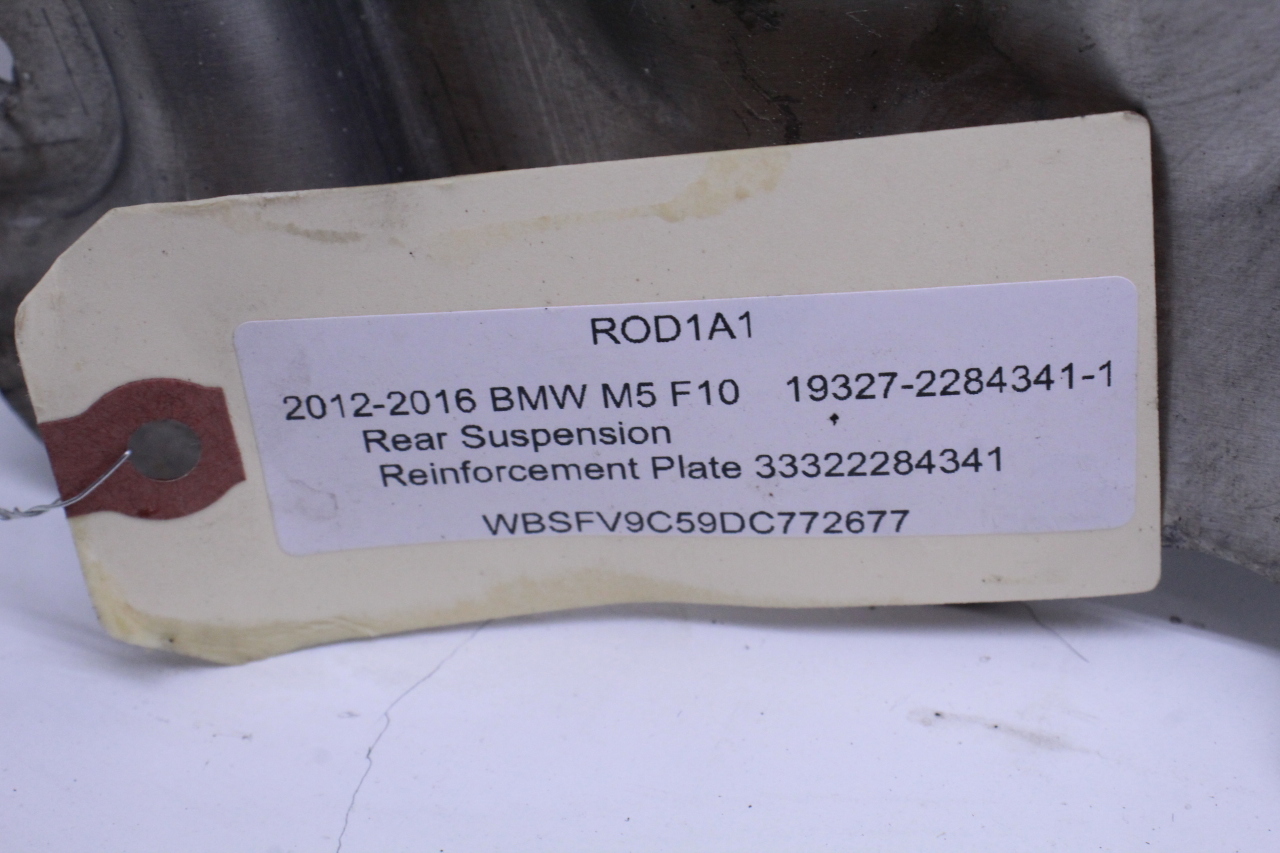 ROD1A1
2012-2016 BMW M5 F10 19327-2284341-1
Rear Suspension
Reinforcement Plate 33322284341
WBSFV9C59DC772677